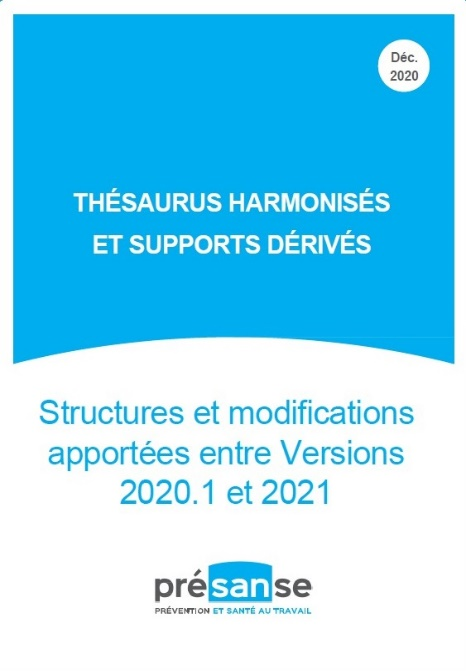 Déc.
2020
THÉSAURUS HARMONISÉS
ET SUPPORTS DÉRIVÉS
Structures et modifications
apportées entre Versions
2020.1 et 2021
présanse
PRÉVENTION ET SANTÉ AU TRAVAIL